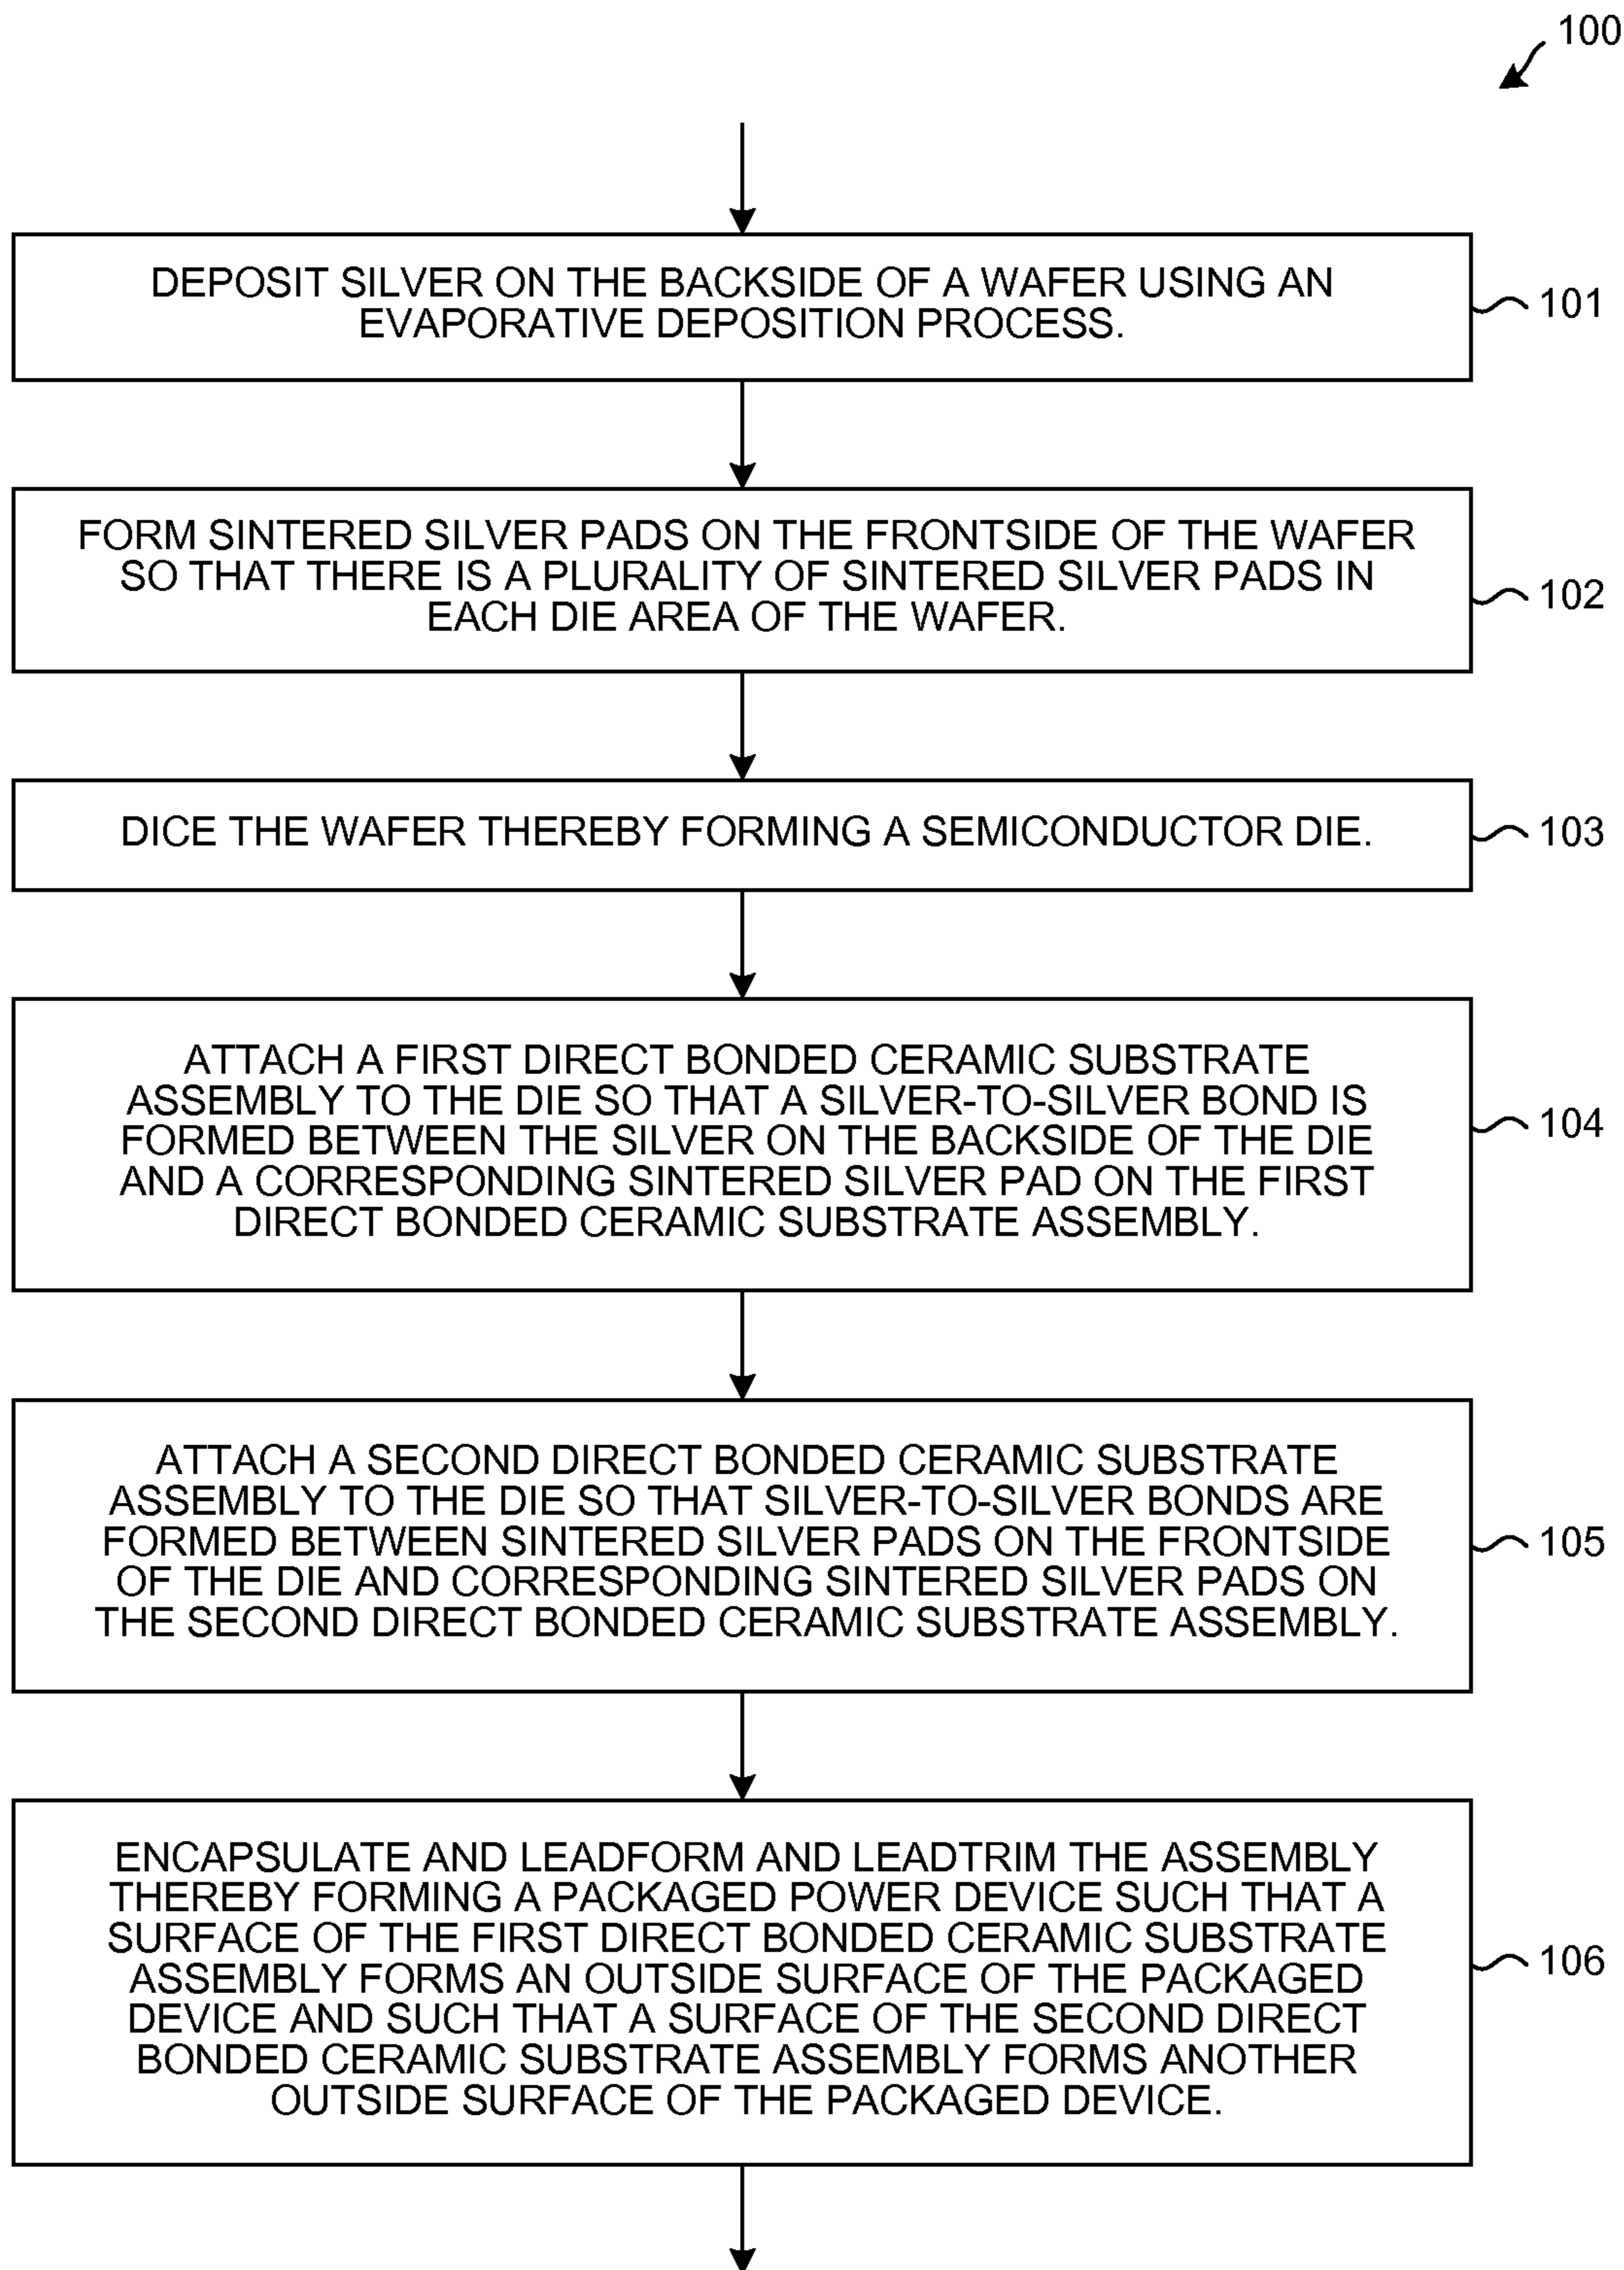 100
DEPOSIT SILVER ON THE BACKSIDE OF A WAFER USING AN
EVAPORATIVE DEPOSITION PROCESS.
101
FORM SINTERED SILVER PADS ON THE FRONTSIDE OF THE WAFER
SO THAT THERE IS A PLURALITY OF SINTERED SILVER PADS IN
EACH DIE AREA OF THE WAFER.
102
DICE THE WAFER THEREBY FORMING A SEMICONDUCTOR DIE.
103
ATTACH A FIRST DIRECT BONDED CERAMIC SUBSTRATE
ASSEMBLY TO THE DIE SO THAT A SILVER-TO-SILVER BOND IS
FORMED BETWEEN THE SILVER ON THE BACKSIDE OF THE DIE
AND A CORRESPONDING SINTERED SILVER PAD ON THE FIRST
DIRECT BONDED CERAMIC SUBSTRATE ASSEMBLY.
104
ATTACH A SECOND DIRECT BONDED CERAMIC SUBSTRATE
ASSEMBLY TO THE DIE SO THAT SILVER-TO-SILVER BONDS ARE
FORMED BETWEEN SINTERED SILVER PADS ON THE FRONTSIDE
OF THE DIE AND CORRESPONDING SINTERED SILVER PADS ON
THE SECOND DIRECT BONDED CERAMIC SUBSTRATE ASSEMBLY.
105
ENCAPSULATE AND LEADFORM AND LEADTRIM THE ASSEMBLY
THEREBY FORMING A PACKAGED POWER DEVICE SUCH THAT A
SURFACE OF THE FIRST DIRECT BONDED CERAMIC SUBSTRATE
ASSEMBLY FORMS AN OUTSIDE SURFACE OF THE PACKAGED
DEVICE AND SUCH THAT A SURFACE OF THE SECOND DIRECT
BONDED CERAMIC SUBSTRATE ASSEMBLY FORMS ANOTHER
OUTSIDE SURFACE OF THE PACKAGED DEVICE.
106